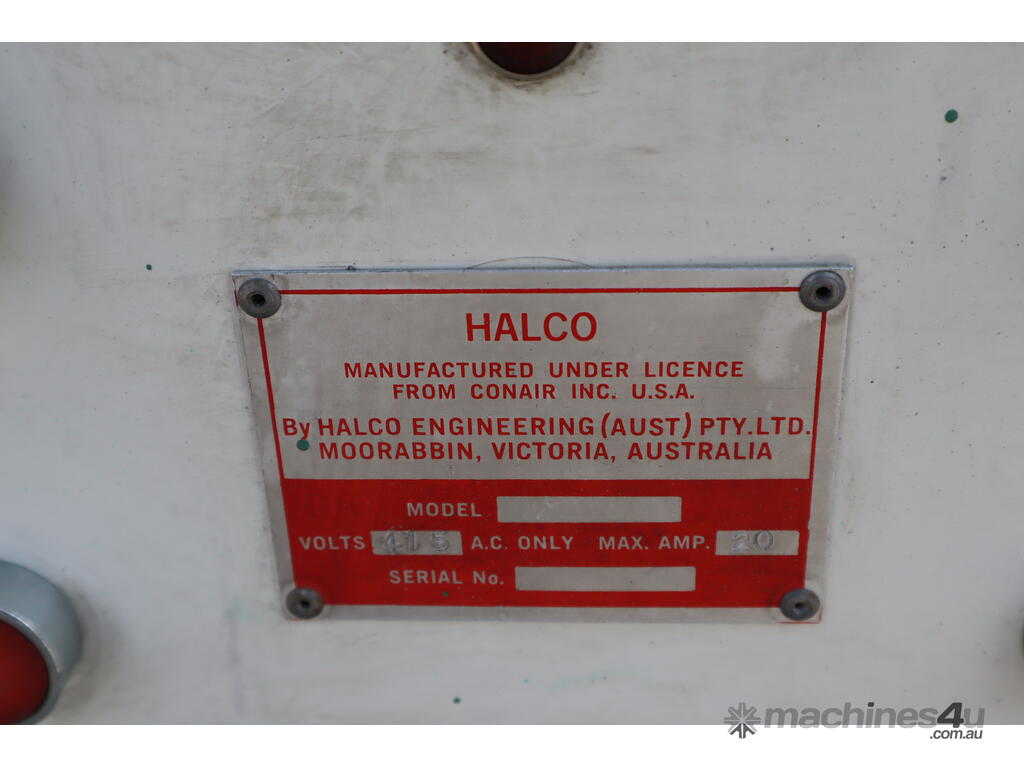 HALCO
MANUFACTURED UNDER LICENCE
FROM CONAIR INC. U.S.A.
By HALCO ENGINEERING (AUST) PTY.LTD.
MOORABBIN, VICTORIA, AUSTRALIA
MODEL
VOLTS 415 A.C. ONLY MAX. AMP. 20
SERIAL No.
machines4u
.com.au